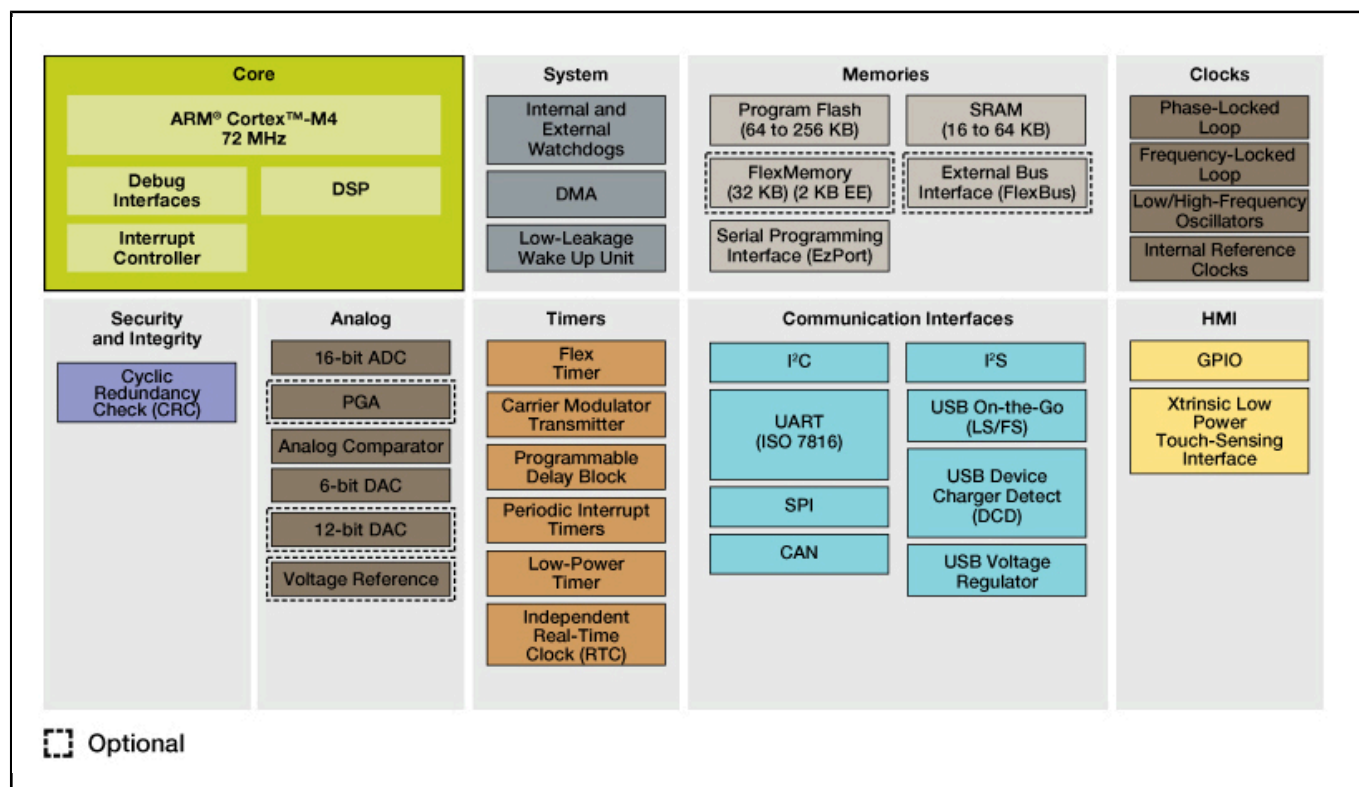 Core
ARM® Cortex™-M4
72 MHz
Debug
Interfaces
DSP
Interrupt
Controller
System
Internal and
External
Watchdogs
DMA
Low-Leakage
Wake Up Unit
Memories
Program Flash
(64 to 256 KB)
SRAM
(16 to 64 KB)
FlexMemory
(32 KB) (2 KB EE)
External Bus
Interface (FlexBus)
Serial Programming
Interface (EzPort)
Clocks
Phase-Locked
Loop
Frequency-Locked
Loop
Low/High-Frequency
Oscillators
Internal Reference
Clocks
Security
and Integrity
Cyclic
Redundancy
Check (CRC)
Analog
16-bit ADC
PGA
Analog Comparator
6-bit DAC
12-bit DAC
Voltage Reference
Timers
Flex
Timer
Carrier Modulator
Transmitter
Programmable
Delay Block
Periodic Interrupt
Timers
Low-Power
Timer
Independent
Real-Time
Clock (RTC)
Communication Interfaces
I²C
UART
(ISO 7816)
SPI
CAN
I²S
USB On-the-Go
(LS/FS)
USB Device
Charger Detect
(DCD)
USB Voltage
Regulator
HMI
GPIO
Xtrinsic Low
Power
Touch-Sensing
Interface
Optional